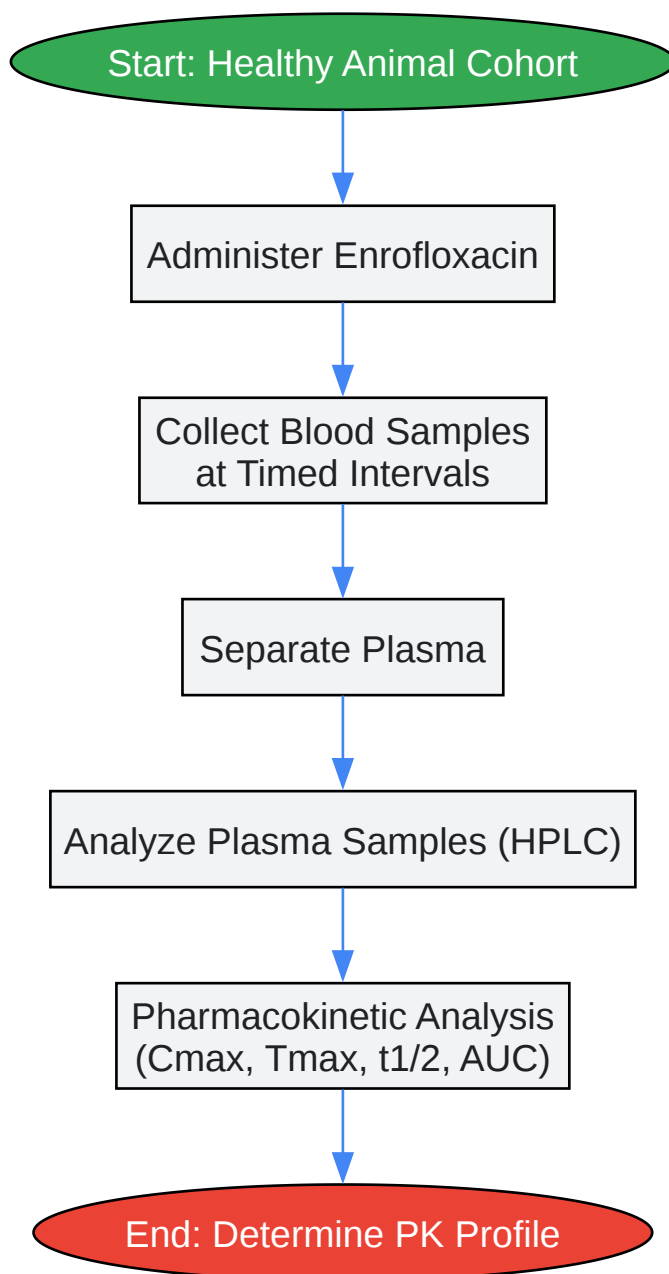 Start: Healthy Animal Cohort
Administer Enrofloxacin
Collect Blood Samples
at Timed Intervals
Separate Plasma
Analyze Plasma Samples (HPLC)
Pharmacokinetic Analysis
(Cmax, Tmax, t1/2, AUC)
End: Determine PK Profile